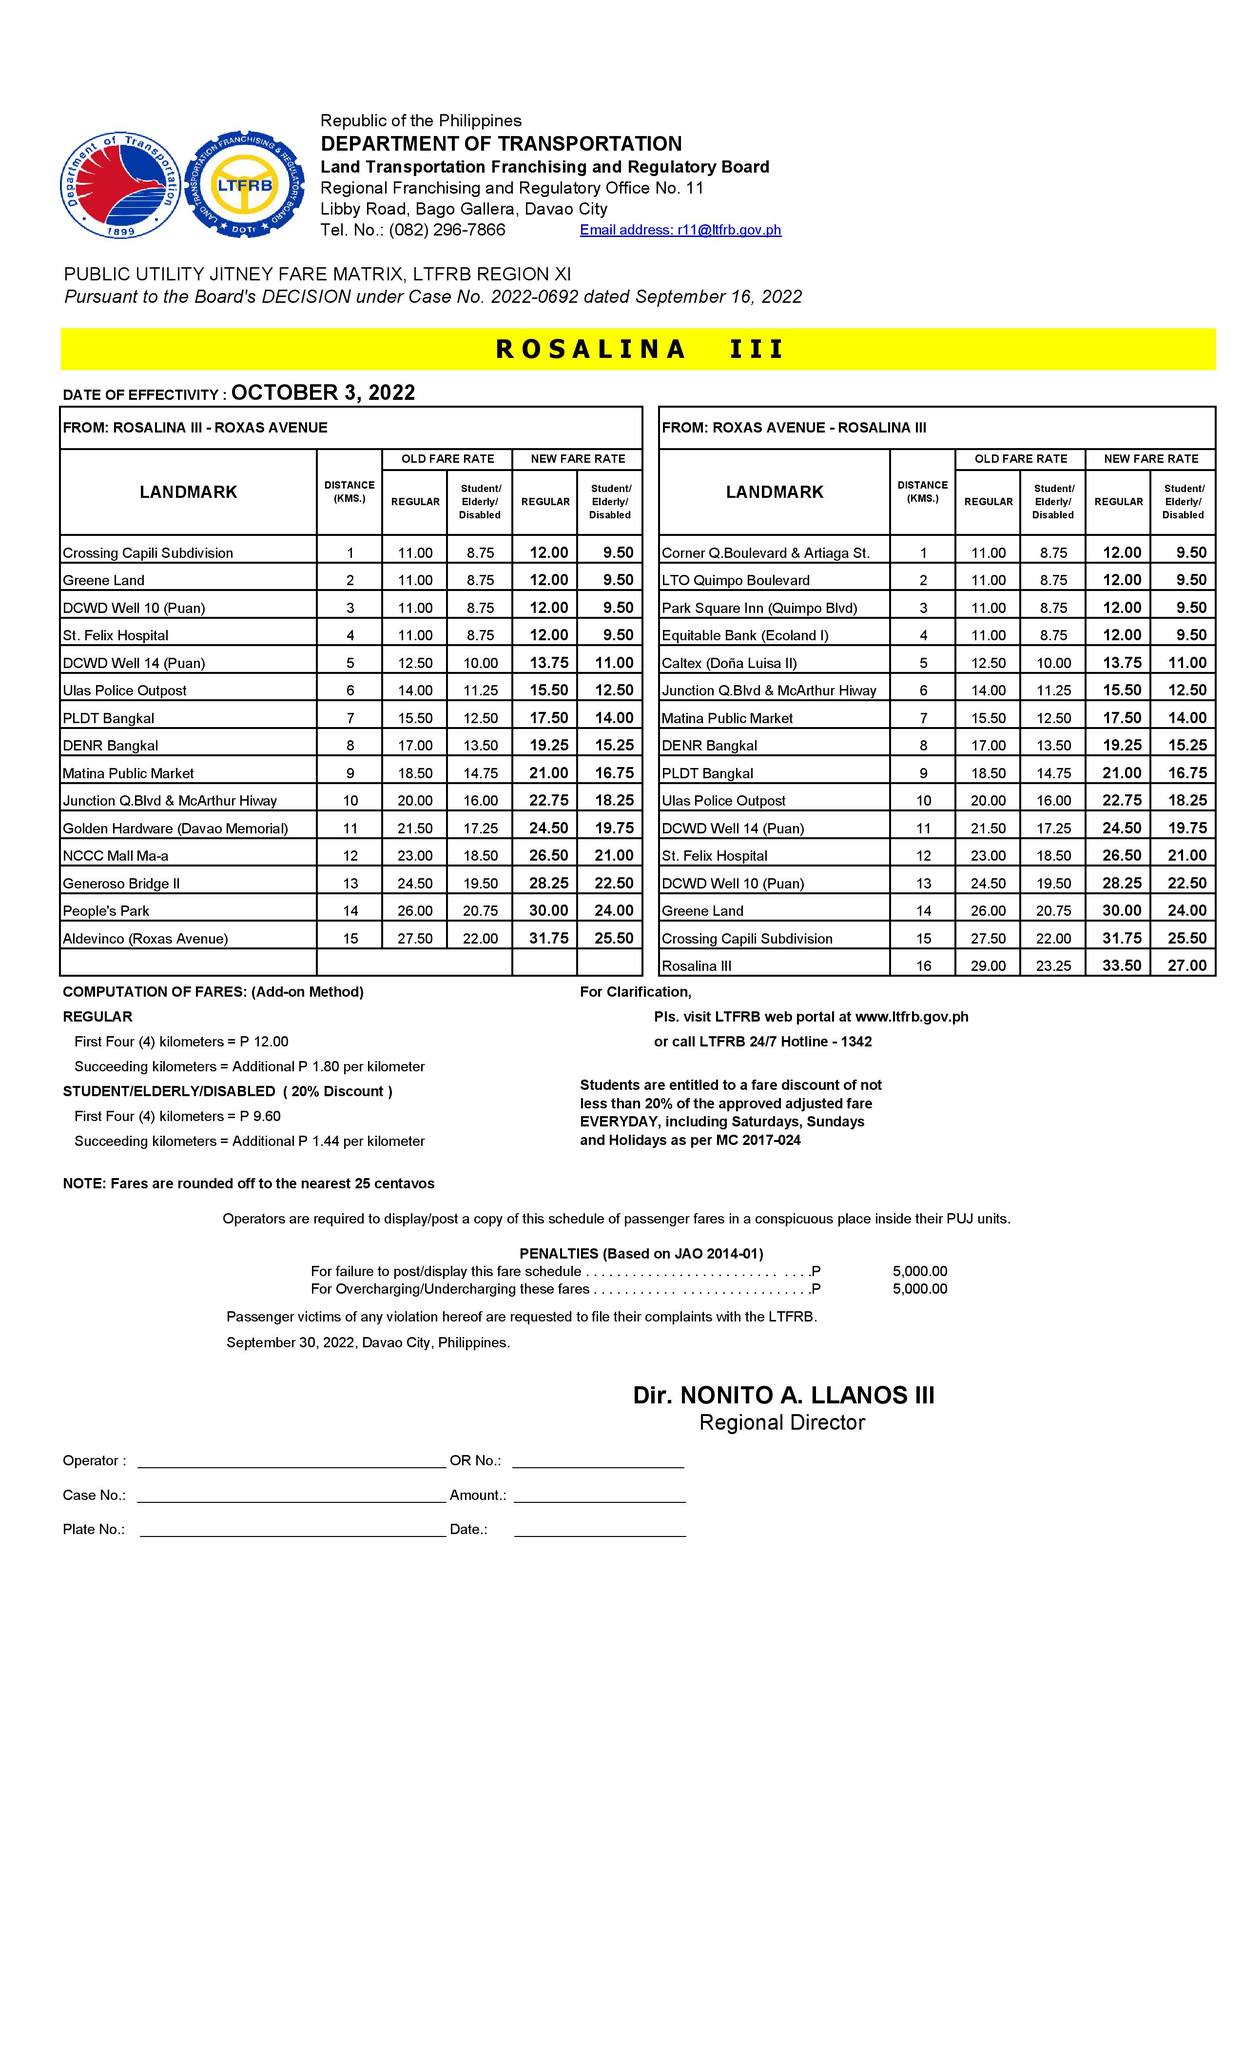 Department of Transportation
1899
LAND TRANSPORTATION FRANCHISING & REGULATORY BOARD
LTFRB
DOTr
Republic of the Philippines
DEPARTMENT OF TRANSPORTATION
Land Transportation Franchising and Regulatory Board
Regional Franchising and Regulatory Office No. 11
Libby Road, Bago Gallera, Davao City
Tel. No.: (082) 296-7866 Email address: r11@ltfrb.gov.ph
PUBLIC UTILITY JITNEY FARE MATRIX, LTFRB REGION XI
Pursuant to the Board's DECISION under Case No. 2022-0692 dated September 16, 2022
ROSALINA III
DATE OF EFFECTIVITY : OCTOBER 3, 2022
FROM: ROSALINA III - ROXAS AVENUE
LANDMARK DISTANCE (KMS.) OLD FARE RATE NEW FARE RATE
REGULAR Student/ Elderly/ Disabled REGULAR Student/ Elderly/ Disabled
Crossing Capili Subdivision 1 11.00 8.75 12.00 9.50
Greene Land 2 11.00 8.75 12.00 9.50
DCWD Well 10 (Puan) 3 11.00 8.75 12.00 9.50
St. Felix Hospital 4 11.00 8.75 12.00 9.50
DCWD Well 14 (Puan) 5 12.50 10.00 13.75 11.00
Ulas Police Outpost 6 14.00 11.25 15.50 12.50
PLDT Bangkal 7 15.50 12.50 17.50 14.00
DENR Bangkal 8 17.00 13.50 19.25 15.25
Matina Public Market 9 18.50 14.75 21.00 16.75
Junction Q.Blvd & McArthur Hiway 10 20.00 16.00 22.75 18.25
Golden Hardware (Davao Memorial) 11 21.50 17.25 24.50 19.75
NCCC Mall Ma-a 12 23.00 18.50 26.50 21.00
Generoso Bridge II 13 24.50 19.50 28.25 22.50
People's Park 14 26.00 20.75 30.00 24.00
Aldevinco (Roxas Avenue) 15 27.50 22.00 31.75 25.50
FROM: ROXAS AVENUE - ROSALINA III
LANDMARK DISTANCE (KMS.) OLD FARE RATE NEW FARE RATE
REGULAR Student/ Elderly/ Disabled REGULAR Student/ Elderly/ Disabled
Corner Q.Boulevard & Artiaga St. 1 11.00 8.75 12.00 9.50
LTO Quimpo Boulevard 2 11.00 8.75 12.00 9.50
Park Square Inn (Quimpo Blvd) 3 11.00 8.75 12.00 9.50
Equitable Bank (Ecoland I) 4 11.00 8.75 12.00 9.50
Caltex (Doña Luisa II) 5 12.50 10.00 13.75 11.00
Junction Q.Blvd & McArthur Hiway 6 14.00 11.25 15.50 12.50
Matina Public Market 7 15.50 12.50 17.50 14.00
DENR Bangkal 8 17.00 13.50 19.25 15.25
PLDT Bangkal 9 18.50 14.75 21.00 16.75
Ulas Police Outpost 10 20.00 16.00 22.75 18.25
DCWD Well 14 (Puan) 11 21.50 17.25 24.50 19.75
St. Felix Hospital 12 23.00 18.50 26.50 21.00
DCWD Well 10 (Puan) 13 24.50 19.50 28.25 22.50
Greene Land 14 26.00 20.75 30.00 24.00
Crossing Capili Subdivision 15 27.50 22.00 31.75 25.50
Rosalina III 16 29.00 23.25 33.50 27.00
COMPUTATION OF FARES: (Add-on Method)
REGULAR
First Four (4) kilometers = P 12.00
Succeeding kilometers = Additional P 1.80 per kilometer
STUDENT/ELDERLY/DISABLED ( 20% Discount )
First Four (4) kilometers = P 9.60
Succeeding kilometers = Additional P 1.44 per kilometer
For Clarification,
Pls. visit LTFRB web portal at www.ltfrb.gov.ph
or call LTFRB 24/7 Hotline - 1342
Students are entitled to a fare discount of not
less than 20% of the approved adjusted fare
EVERYDAY, including Saturdays, Sundays
and Holidays as per MC 2017-024
NOTE: Fares are rounded off to the nearest 25 centavos
Operators are required to display/post a copy of this schedule of passenger fares in a conspicuous place inside their PUJ units.
PENALTIES (Based on JAO 2014-01)
For failure to post/display this fare schedule . . . . . . . . . . . . . . . . . . . . . . . . . . . . . .P 5,000.00
For Overcharging/Undercharging these fares . . . . . . . . . . . . . . . . . . . . . . . . . . . .P 5,000.00
Passenger victims of any violation hereof are requested to file their complaints with the LTFRB.
September 30, 2022, Davao City, Philippines.
Dir. NONITO A. LLANOS III
Regional Director
Operator : OR No.:
Case No.: Amount.:
Plate No.: Date.: